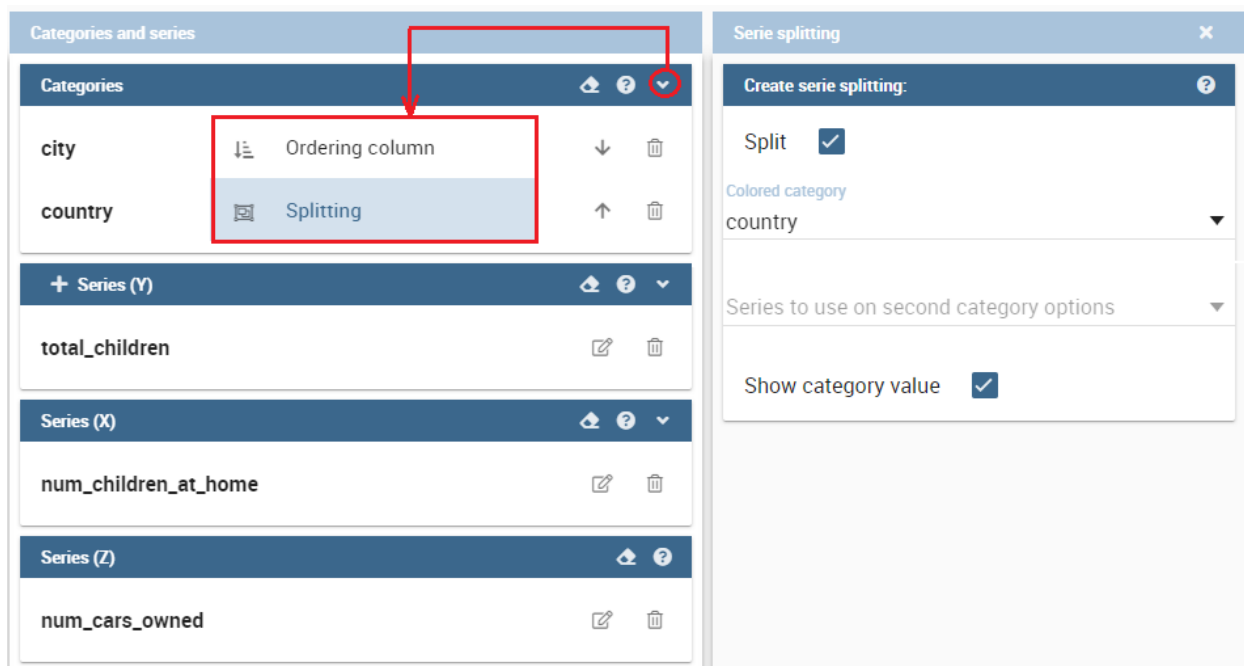 Categories and series
Categories
city
Ordering column
country
Splitting
Series (Y)
total_children
Series (X)
num_children_at_home
Series (Z)
num_cars_owned
Serie splitting
Create serie splitting:
Split
Colored category
country
Series to use on second category options
Show category value